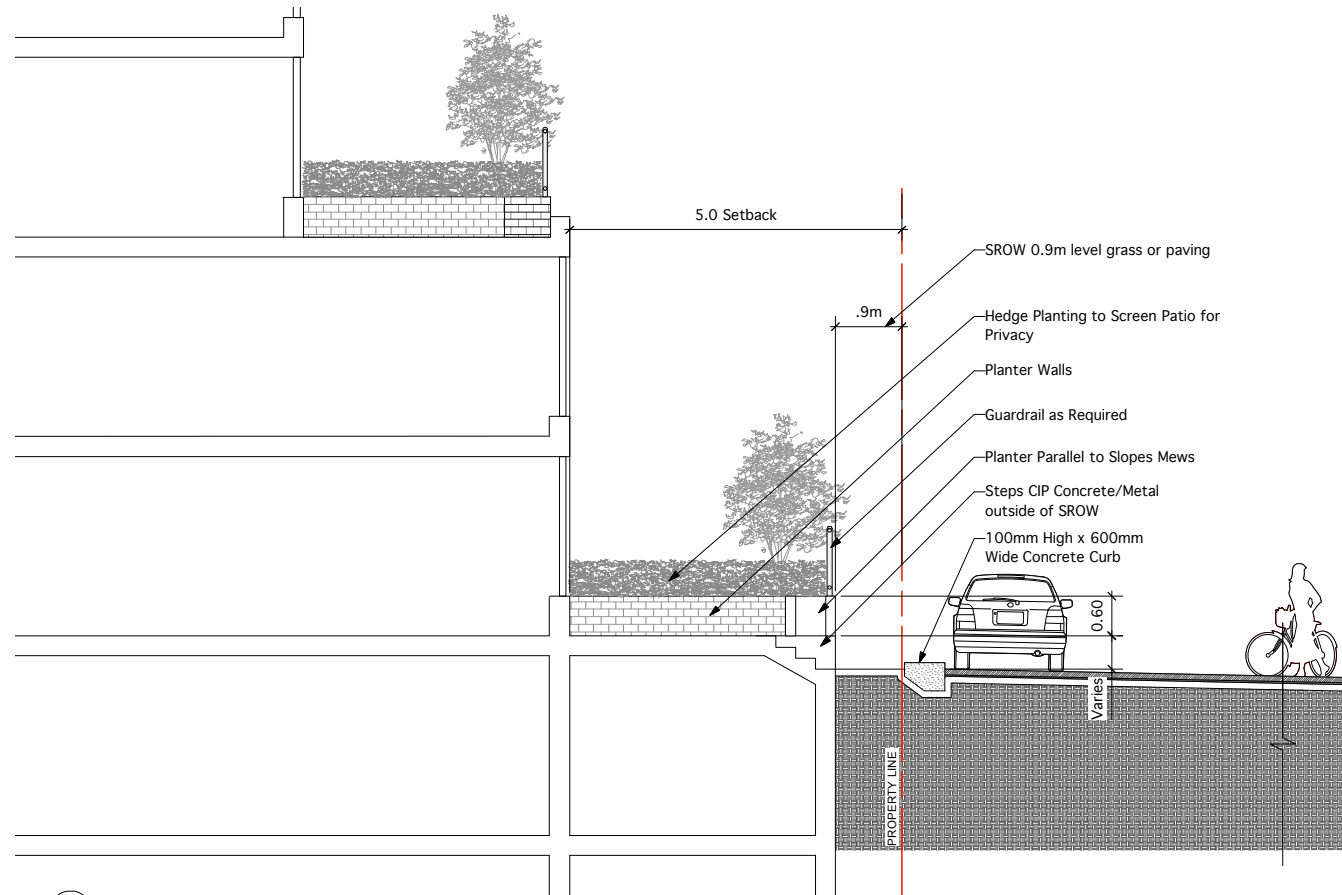 5.0 Setback
SROW 0.9m level grass or paving
.9m
Hedge Planting to Screen Patio for
Privacy
Planter Walls
Guardrail as Required
Planter Parallel to Slopes Mews
Steps CIP Concrete/Metal
outside of SROW
100mm High x 600mm
Wide Concrete Curb
0.60
Varies
PROPERTY LINE